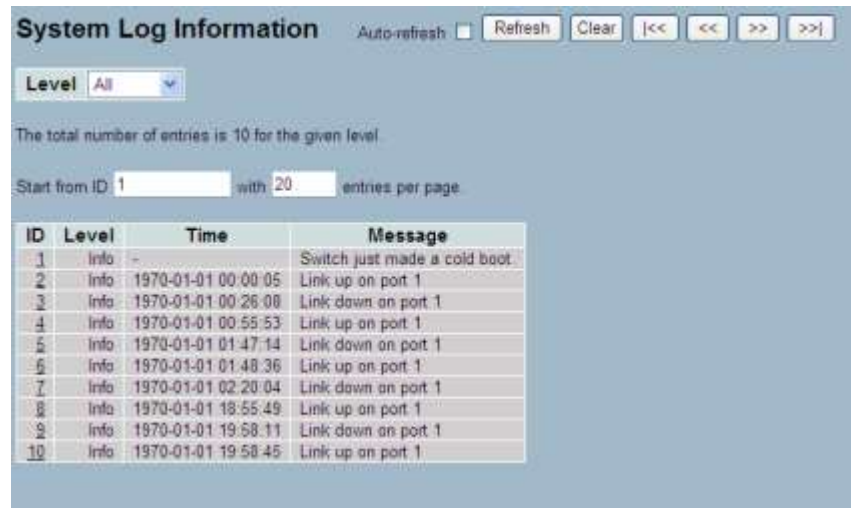 System Log Information Auto-refresh Refresh Clear |<< << >> >>|
Level All
The total number of entries is 10 for the given level.
Start from ID 1 with 20 entries per page.
ID Level Time Message
1 Info - Switch just made a cold boot.
2 Info 1970-01-01 00:00:05 Link up on port 1
3 Info 1970-01-01 00:26:08 Link down on port 1
4 Info 1970-01-01 00:55:53 Link up on port 1
5 Info 1970-01-01 01:47:14 Link down on port 1
6 Info 1970-01-01 01:48:36 Link up on port 1
7 Info 1970-01-01 02:20:04 Link down on port 1
8 Info 1970-01-01 18:55:49 Link up on port 1
9 Info 1970-01-01 19:58:11 Link down on port 1
10 Info 1970-01-01 19:58:45 Link up on port 1